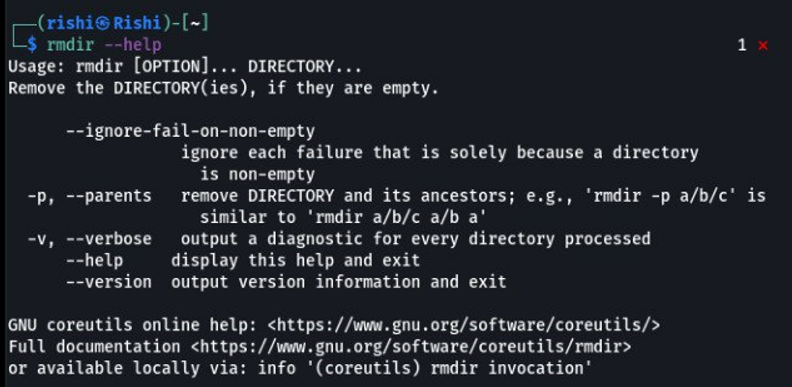 ┌──(rishi㉿Rishi)-[~]
└─$ rmdir --help 1 ⨯
Usage: rmdir [OPTION]... DIRECTORY...
Remove the DIRECTORY(ies), if they are empty.
--ignore-fail-on-non-empty
ignore each failure that is solely because a directory
is non-empty
-p, --parents remove DIRECTORY and its ancestors; e.g., 'rmdir -p a/b/c' is
similar to 'rmdir a/b/c a/b a'
-v, --verbose output a diagnostic for every directory processed
--help display this help and exit
--version output version information and exit
GNU coreutils online help: <https://www.gnu.org/software/coreutils/>
Full documentation <https://www.gnu.org/software/coreutils/rmdir>
or available locally via: info '(coreutils) rmdir invocation'